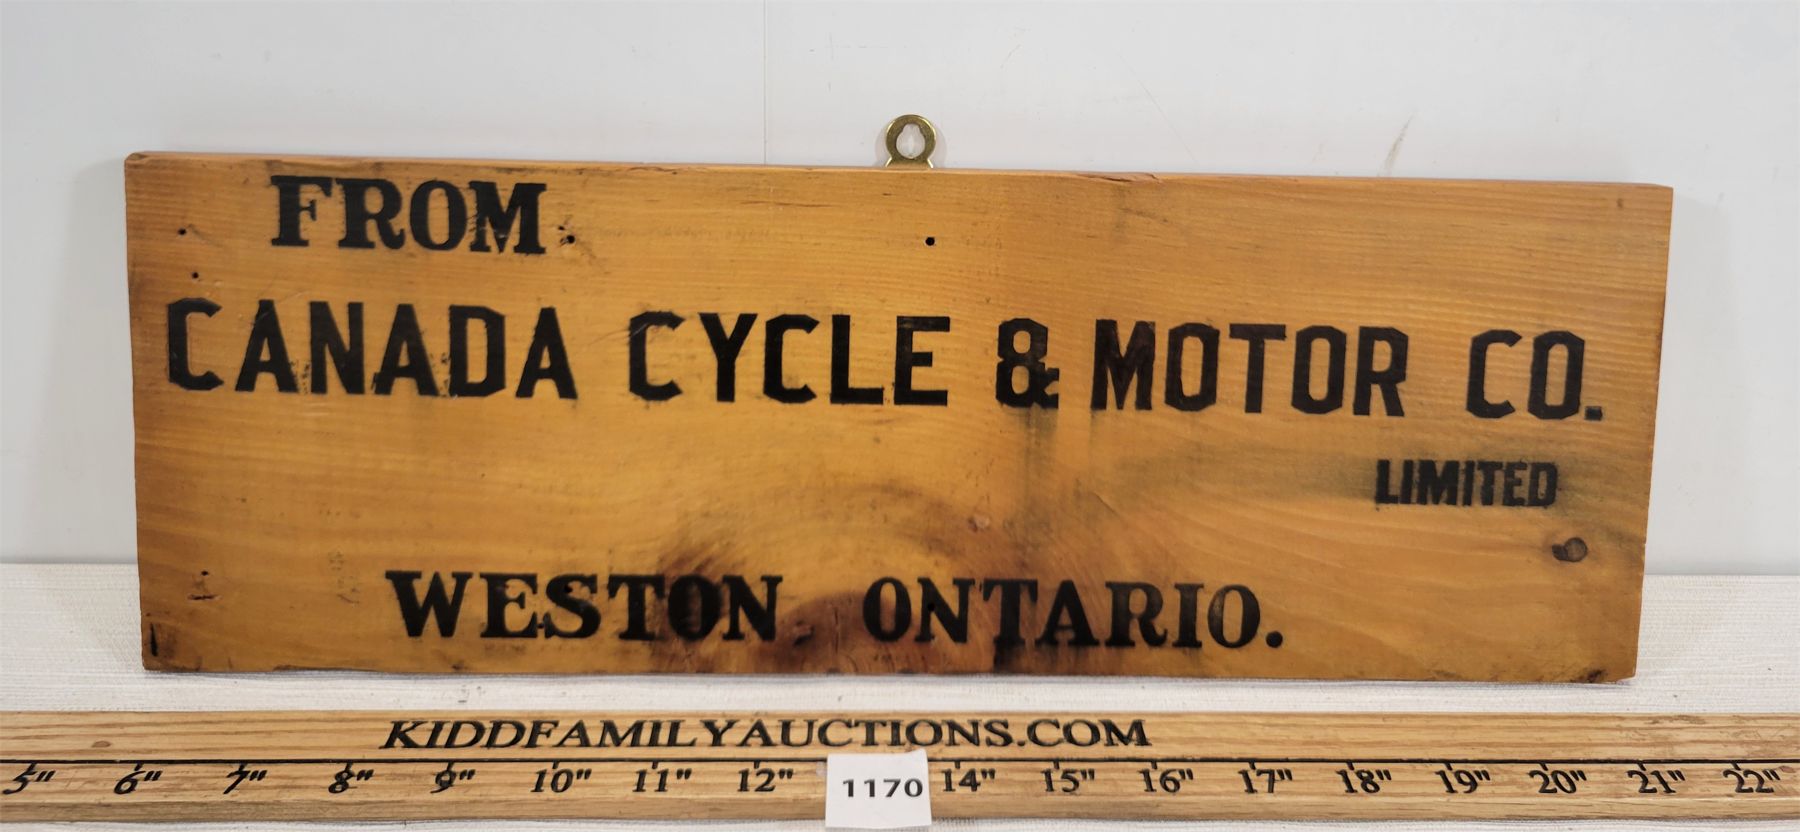 FROM
CANADA CYCLE & MOTOR CO.
LIMITED
WESTON ONTARIO.
KIDDFAMILYAUCTIONS.COM
5" 6" 7" 8" 9" 10" 11" 12" 14" 15" 16" 17" 18" 19" 20" 21" 22"
1170